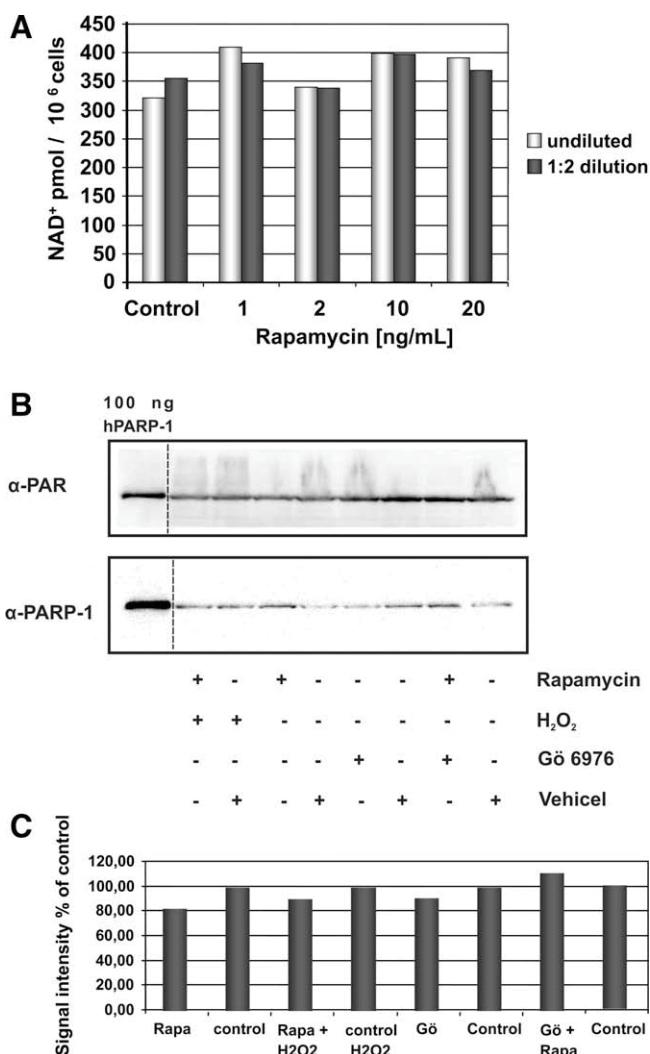 A
NAD+ pmol / 10 6 cells
450
400
350
300
250
200
150
100
50
0
Control 1 2 10 20
Rapamycin [ng/mL]
undiluted
1:2 dilution
B
100 ng
hPARP-1
α-PAR
α-PARP-1
+ - + - - - + - Rapamycin
+ + - - - - - - H2O2
- - - - + - + - Gö 6976
- + - + - + - + Vehicel
C
Signal intensity % of control
120,00
100,00
80,00
60,00
40,00
20,00
0,00
Rapa control Rapa + control Gö Control Gö + Control
H2O2 H2O2 Rapa